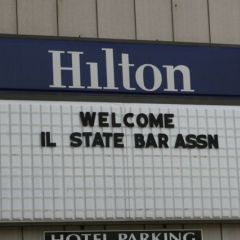 Hilton
WELCOME
IL STATE BAR ASSN
HOTEL PARKING